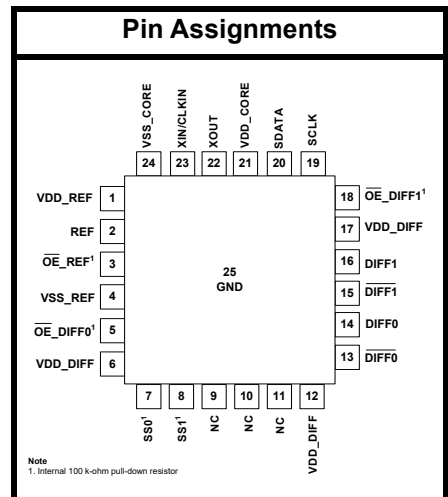 Pin Assignments
VSS_CORE
XIN/CLKIN
XOUT
VDD_CORE
SDATA
SCLK
24
23
22
21
20
19
VDD_REF 1
REF 2
OE_REF¹ 3
VSS_REF 4
OE_DIFF0¹ 5
VDD_DIFF 6
25
GND
18 OE_DIFF1¹
17 VDD_DIFF
16 DIFF1
15 DIFF1
14 DIFF0
13 DIFF0
7
8
9
10
11
12
SS0¹
SS1¹
NC
NC
NC
VDD_DIFF
Note
1. Internal 100 k-ohm pull-down resistor